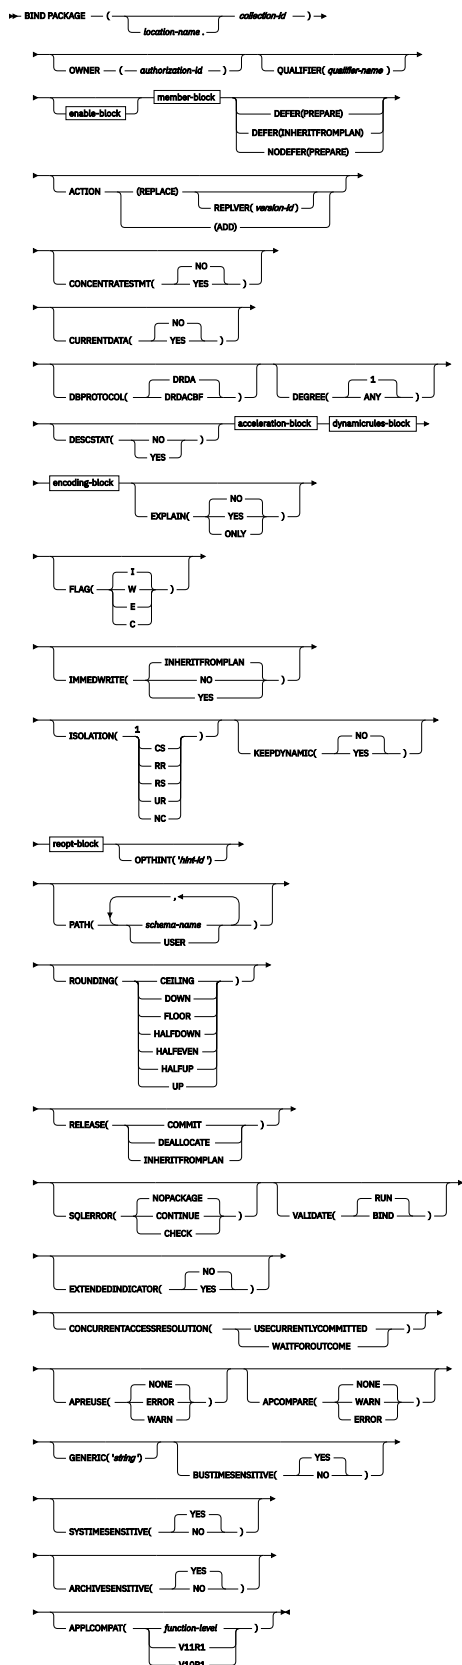 BIND PACKAGE ( collection-id )
location-name .
OWNER ( authorization-id ) QUALIFIER( qualifier-name )
enable-block member-block
DEFER(PREPARE)
DEFER(INHERITFROMPLAN)
NODEFER(PREPARE)
ACTION (REPLACE)
REPLVER( version-id )
(ADD)
NO
CONCENTRATESTMT( YES )
NO
CURRENTDATA( YES )
DRDA 1
DBPROTOCOL( DRDACBF ) DEGREE( ANY )
DESCSTAT( NO ) acceleration-block dynamicrules-block
YES
encoding-block NO
EXPLAIN( YES )
ONLY
I
FLAG( W )
E
C
INHERITFROMPLAN
IMMEDWRITE( NO )
YES
ISOLATION( 1 CS )
RR
RS
UR
NC
NO
KEEPDYNAMIC( YES )
reopt-block
OPTHINT( 'hint-id' )
,
PATH( schema-name )
USER
ROUNDING( CEILING )
DOWN
FLOOR
HALFDOWN
HALFEVEN
HALFUP
UP
RELEASE( COMMIT )
DEALLOCATE
INHERITFROMPLAN
NOPACKAGE RUN
SQLERROR( CONTINUE ) VALIDATE( BIND )
CHECK
NO
EXTENDEDINDICATOR( YES )
CONCURRENTACCESSRESOLUTION( USECURRENTLYCOMMITTED )
WAITFOROUTCOME
NONE NONE
APREUSE( ERROR ) APCOMPARE( WARN )
WARN ERROR
GENERIC( 'string' ) YES
BUSTIMESENSITIVE( NO )
YES
SYSTIMESENSITIVE( NO )
YES
ARCHIVESENSITIVE( NO )
APPLCOMPAT( function-level )
V11R1
V10R1